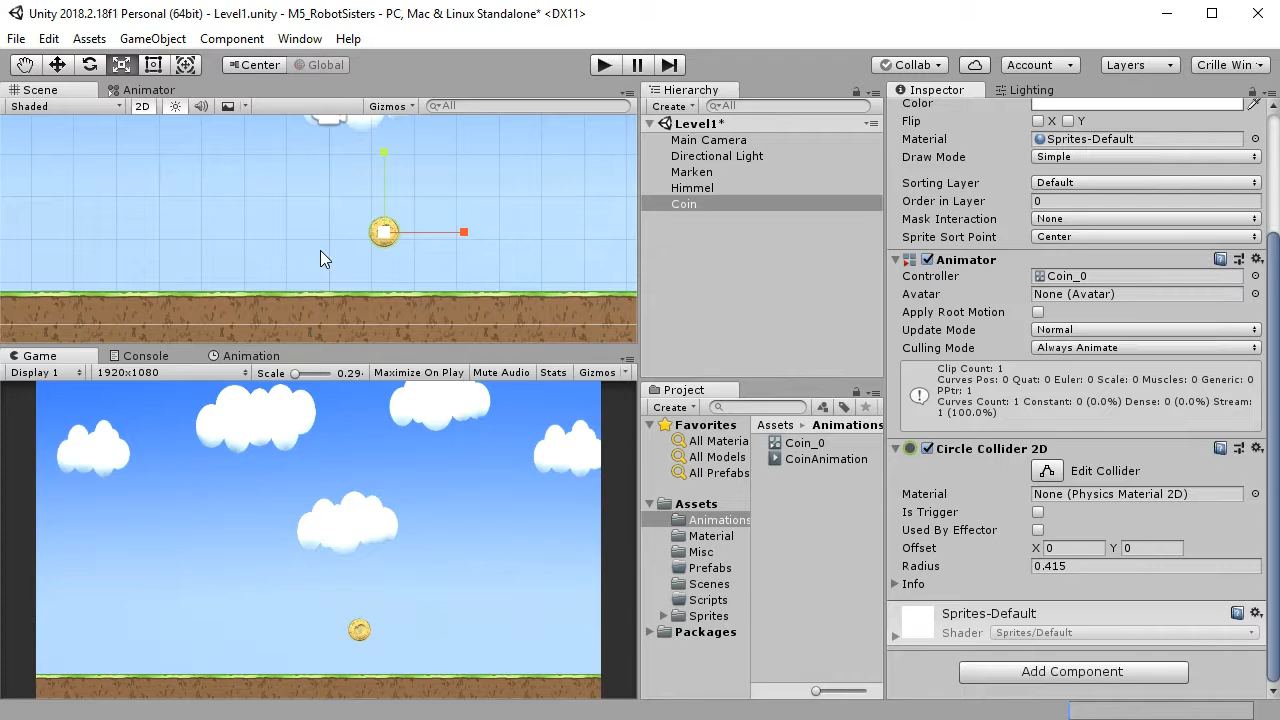 Unity 2018.2.18f1 Personal (64bit) - Level1.unity - M5_RobotSisters - PC, Mac & Linux Standalone* <DX11>
File Edit Assets GameObject Component Window Help
Center Global Collab Account Layers Crille Win
Scene Animator
Shaded 2D Gizmos All
Game Console Animation
Display 1 1920x1080 Scale 0.29 Maximize On Play Mute Audio Stats Gizmos
Hierarchy
Create All
Level1*
Main Camera
Directional Light
Marken
Himmel
Coin
Project
Create
Favorites
All Materia
All Models
All Prefabs
Assets
Animations
Material
Misc
Prefabs
Scenes
Scripts
Sprites
Packages
Assets Animations
Coin_0
CoinAnimation
Inspector Lighting
Color
Flip X Y
Material Sprites-Default
Draw Mode Simple
Sorting Layer Default
Order in Layer 0
Mask Interaction None
Sprite Sort Point Center
Animator
Controller Coin_0
Avatar None (Avatar)
Apply Root Motion
Update Mode Normal
Culling Mode Always Animate
Clip Count: 1
Curves Pos: 0 Quat: 0 Euler: 0 Scale: 0 Muscles: 0 Generic: 0
PPtr: 1
Curves Count: 1 Constant: 0 (0.0%) Dense: 0 (0.0%) Stream:
1 (100.0%)
Circle Collider 2D
Edit Collider
Material None (Physics Material 2D)
Is Trigger
Used By Effector
Offset X 0 Y 0
Radius 0.415
Info
Sprites-Default
Shader Sprites/Default
Add Component